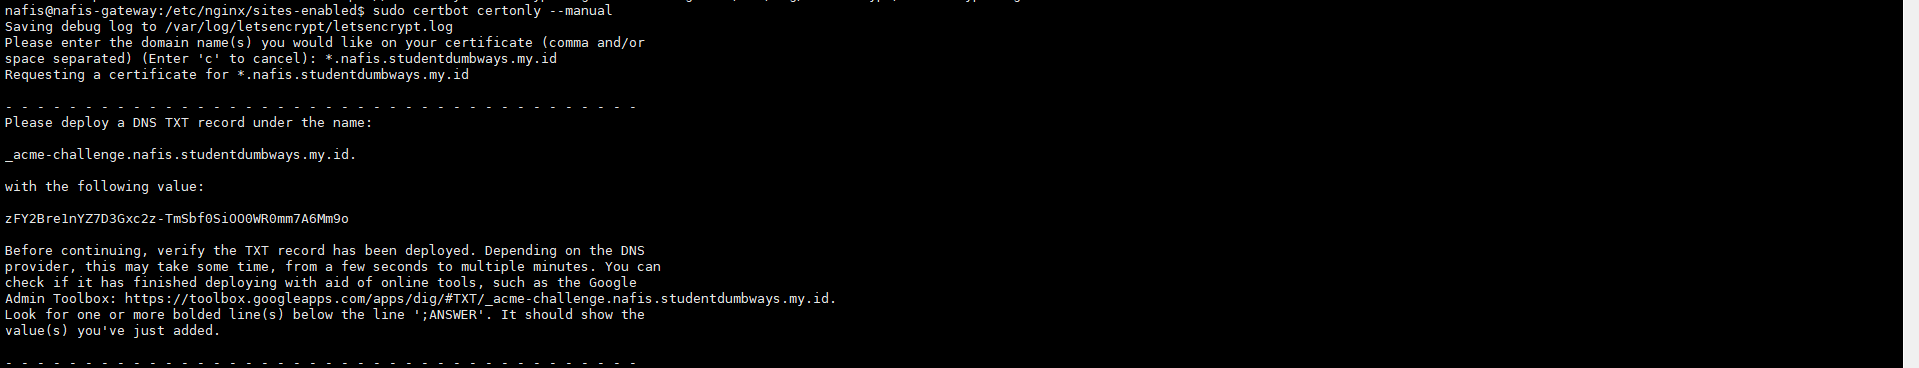 nafis@nafis-gateway:/etc/nginx/sites-enabled$ sudo certbot certonly --manual
Saving debug log to /var/log/letsencrypt/letsencrypt.log
Please enter the domain name(s) you would like on your certificate (comma and/or
space separated) (Enter 'c' to cancel): *.nafis.studentdumbways.my.id
Requesting a certificate for *.nafis.studentdumbways.my.id
- - - - - - - - - - - - - - - - - - - - - - - - - - - - - - - - - - - - - - - -
Please deploy a DNS TXT record under the name:
_acme-challenge.nafis.studentdumbways.my.id.
with the following value:
zFY2Bre1nYZ7D3Gxc2z-TmSbf0SiOO0WR0mm7A6Mm9o
Before continuing, verify the TXT record has been deployed. Depending on the DNS
provider, this may take some time, from a few seconds to multiple minutes. You can
check if it has finished deploying with aid of online tools, such as the Google
Admin Toolbox: https://toolbox.googleapps.com/apps/dig/#TXT/_acme-challenge.nafis.studentdumbways.my.id.
Look for one or more bolded line(s) below the line ';ANSWER'. It should show the
value(s) you've just added.
- - - - - - - - - - - - - - - - - - - - - - - - - - - - - - - - - - - - - - - -